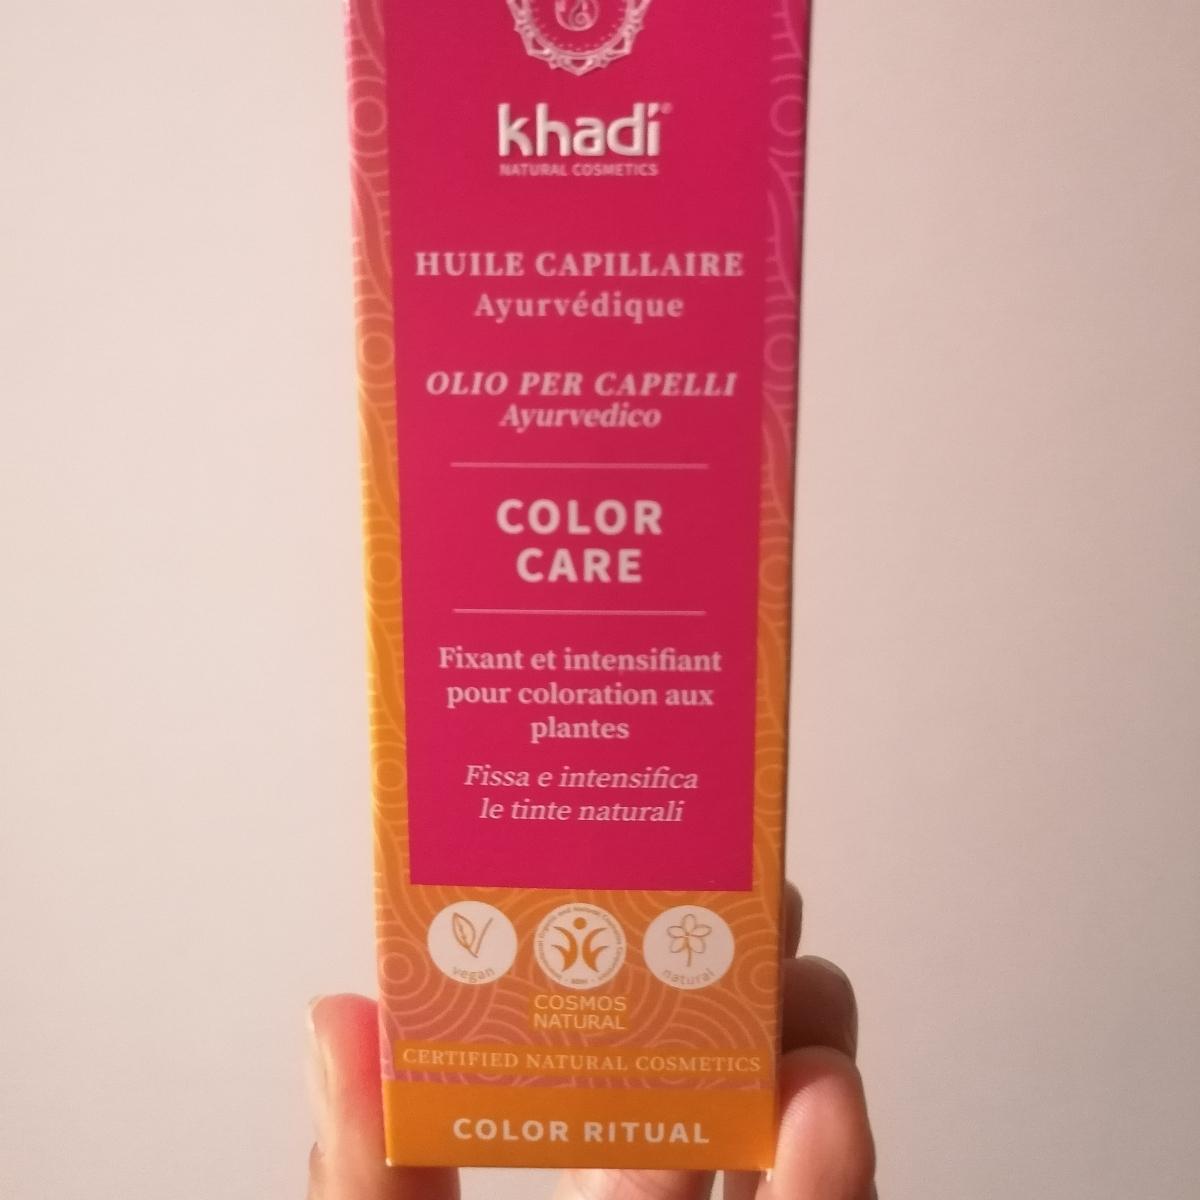 khadí®
NATURAL COSMETICS
HUILE CAPILLAIRE
Ayurvédique
OLIO PER CAPELLI
Ayurvedico
COLOR
CARE
Fixant et intensifiant
pour coloration aux
plantes
Fissa e intensifica
le tinte naturali
vegan
natural
COSMOS
NATURAL
CERTIFIED NATURAL COSMETICS
COLOR RITUAL